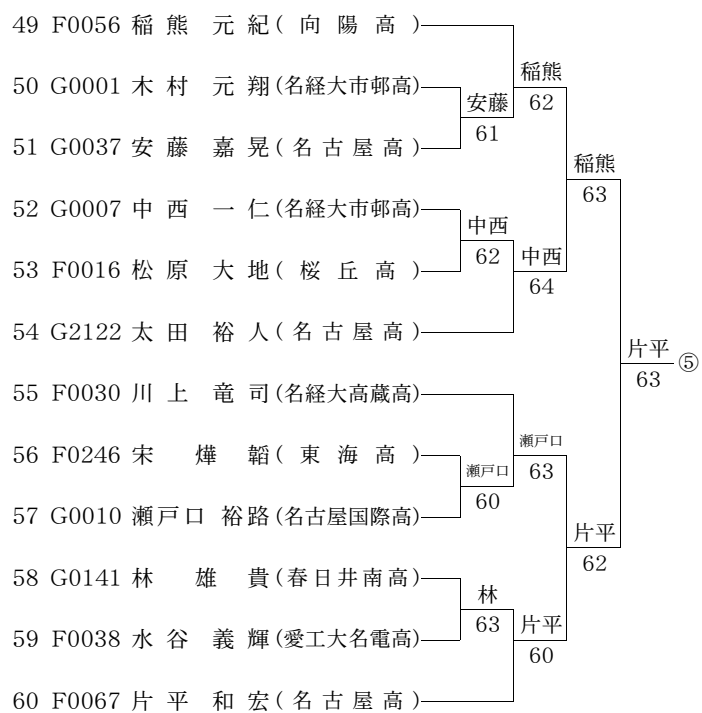 49 F0056 稲熊 元紀(向陽高)
稲熊
50 G0001 木村 元翔(名経大市邨高)
安藤
62
61
51 G0037 安藤 嘉晃(名古屋高)
稲熊
63
52 G0007 中西 一仁(名経大市邨高)
中西
62
中西
53 F0016 松原 大地(桜丘高)
64
54 G2122 太田 裕人(名古屋高)
片平
⑤
63
55 F0030 川上 竜司(名経大高蔵高)
瀬戸口
56 F0246 宋 燁韜(東海高)
瀬戸口
63
60
57 G0010 瀬戸口 裕路(名古屋国際高)
片平
62
58 G0141 林 雄貴(春日井南高)
林
63
片平
59 F0038 水谷 義輝(愛工大名電高)
60
60 F0067 片平 和宏(名古屋高)